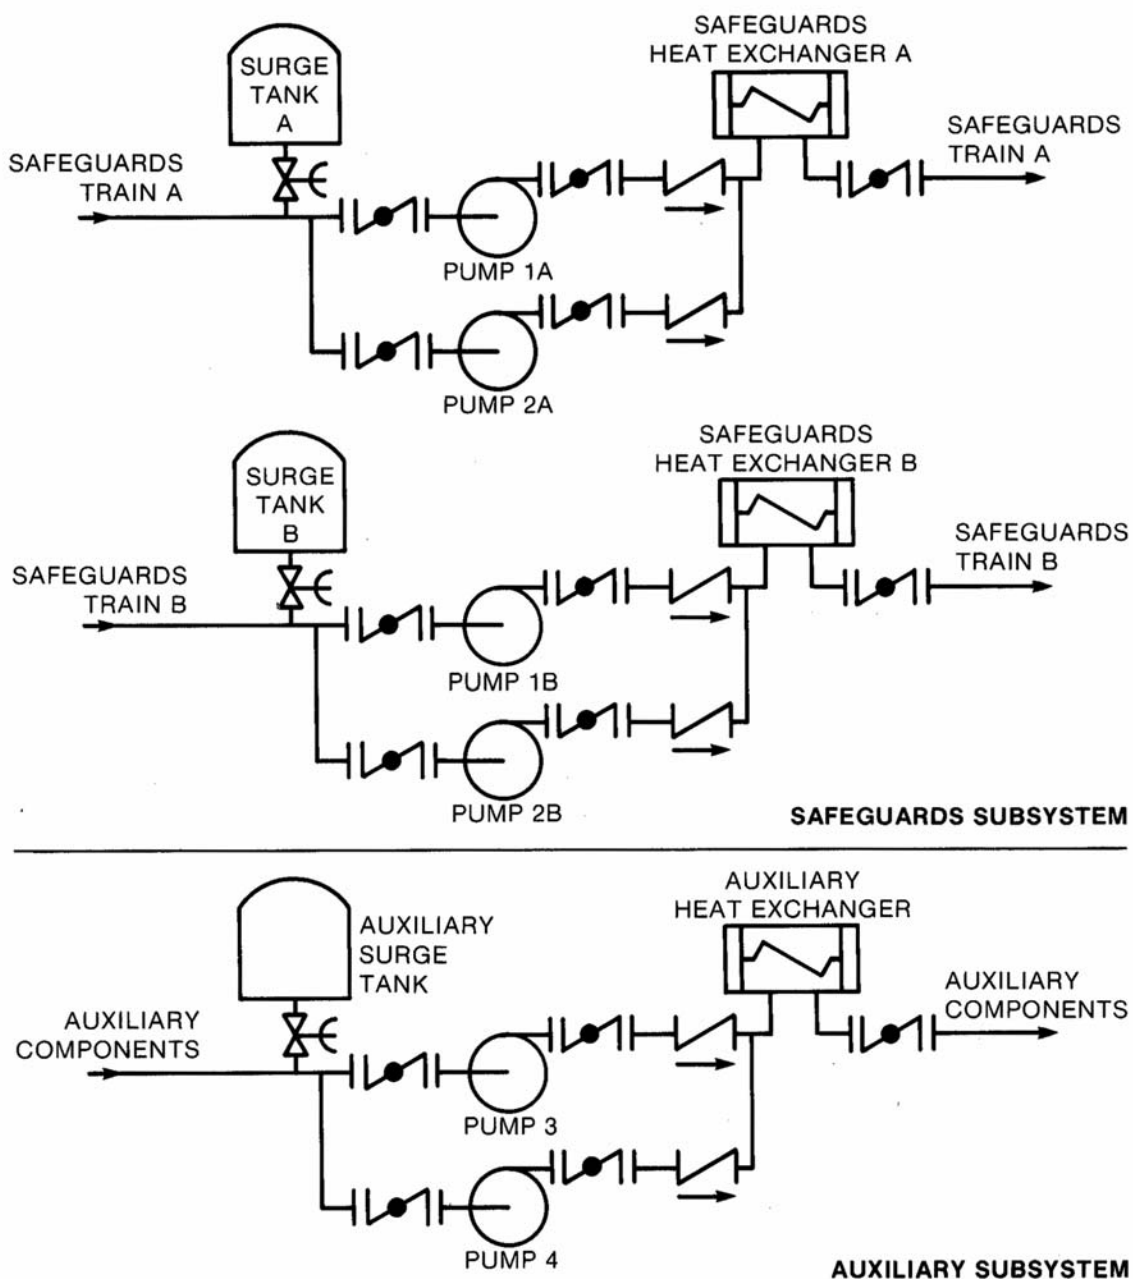 SAFEGUARDS
HEAT EXCHANGER A
SURGE
TANK
A
SAFEGUARDS
TRAIN A
SAFEGUARDS
TRAIN A
PUMP 1A
PUMP 2A
SAFEGUARDS
HEAT EXCHANGER B
SURGE
TANK
B
SAFEGUARDS
TRAIN B
SAFEGUARDS
TRAIN B
PUMP 1B
PUMP 2B
SAFEGUARDS SUBSYSTEM
AUXILIARY
HEAT EXCHANGER
AUXILIARY
SURGE
TANK
AUXILIARY
COMPONENTS
AUXILIARY
COMPONENTS
PUMP 3
PUMP 4
AUXILIARY SUBSYSTEM